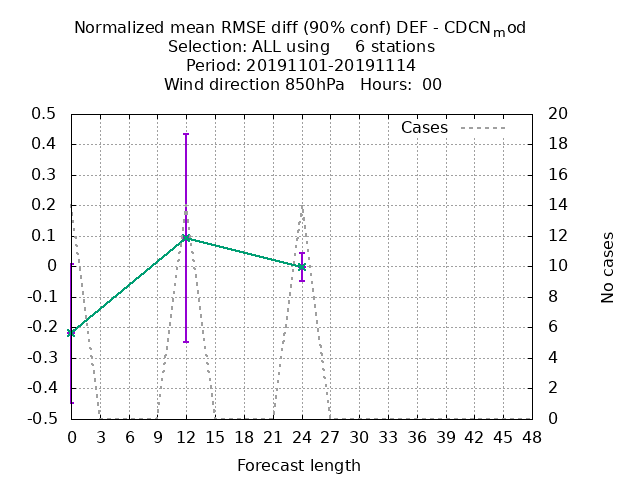 Normalized mean RMSE diff (90% conf) DEF - CDCNmod
Selection: ALL using     6 stations
Period: 20191101-20191114
Wind direction 850hPa   Hours:  00
Cases
0.5
0.4
0.3
0.2
0.1
0
-0.1
-0.2
-0.3
-0.4
-0.5
20
18
16
14
12
10
8
6
4
2
0
No cases
0 3 6 9 12 15 18 21 24 27 30 33 36 39 42 45 48
Forecast length